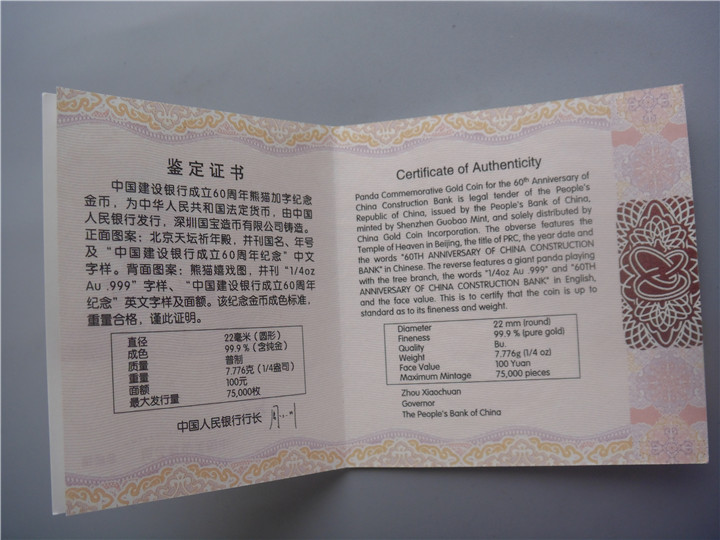 鉴定证书
中国建设银行成立60周年熊猫加字纪念
金币，为中华人民共和国法定货币，由中国
人民银行发行，深圳国宝造币有限公司铸造。
正面图案：北京天坛祈年殿，并刊国名、年号
及“中国建设银行成立60周年纪念”中文
字样。背面图案：熊猫嬉戏图，并刊“1/4oz
Au .999”字样、“中国建设银行成立60周年
纪念”英文字样及面额。该纪念金币成色标准，
重量合格，谨此证明。
直径 22毫米（圆形）
成色 99.9％（含纯金）
质量 普制
重量 7.776克（1/4盎司）
面额 100元
最大发行量 75,000枚
中国人民银行行长
Certificate of Authenticity
Panda Commemorative Gold Coin for the 60th Anniversary of
China Construction Bank is legal tender of the People's
Republic of China, issued by the People's Bank of China,
minted by Shenzhen Guobao Mint, and solely distributed by
China Gold Coin Incorporation. The obverse features the
Temple of Heaven in Beijing, the title of PRC, the year date and
the words "60TH ANNIVERSARY OF CHINA CONSTRUCTION
BANK" in Chinese. The reverse features a giant panda playing
with the tree branch, the words "1/4oz Au .999" and "60TH
ANNIVERSARY OF CHINA CONSTRUCTION BANK" in English,
and the face value. This is to certify that the coin is up to
standard as to its fineness and weight.
Diameter 22 mm (round)
Fineness 99.9 % (pure gold)
Quality Bu.
Weight 7.776g (1/4 oz)
Face Value 100 Yuan
Maximum Mintage 75,000 pieces
Zhou Xiaochuan
Governor
The People's Bank of China